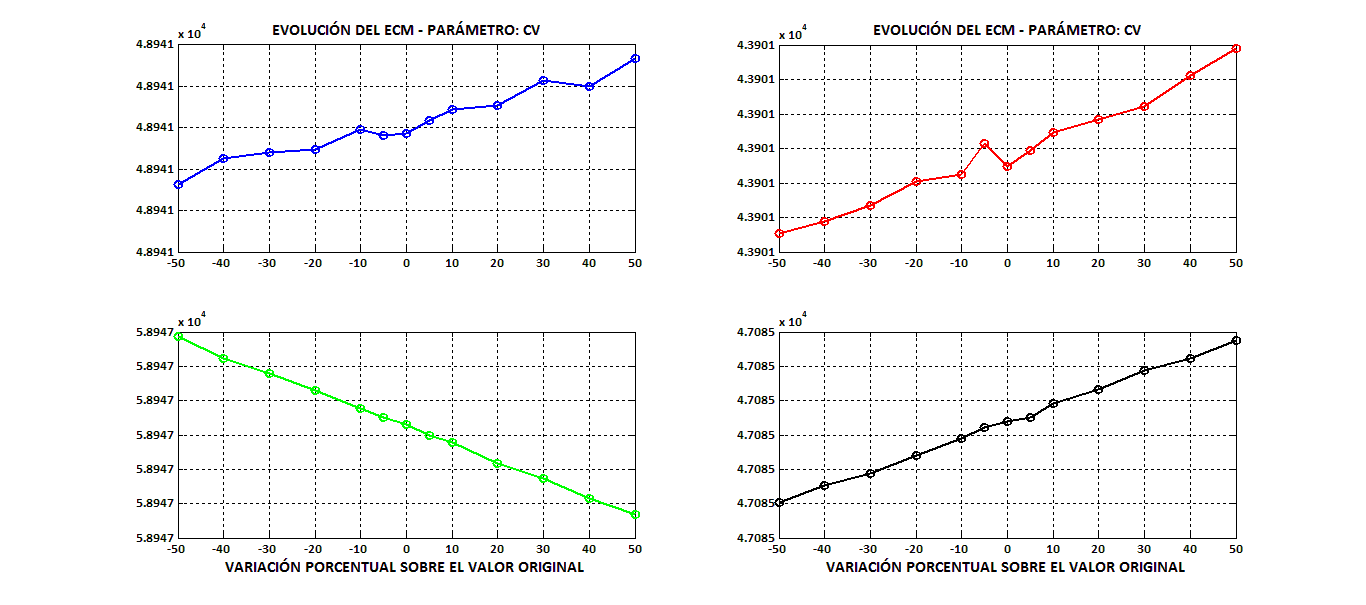 EVOLUCIÓN DEL ECM - PARÁMETRO: CV
x 10^4
4.8941
4.8941
4.8941
4.8941
4.8941
4.8941
-50 -40 -30 -20 -10 0 10 20 30 40 50
EVOLUCIÓN DEL ECM - PARÁMETRO: CV
x 10^4
4.3901
4.3901
4.3901
4.3901
4.3901
4.3901
4.3901
-50 -40 -30 -20 -10 0 10 20 30 40 50
x 10^4
5.8947
5.8947
5.8947
5.8947
5.8947
5.8947
5.8947
-50 -40 -30 -20 -10 0 10 20 30 40 50
VARIACIÓN PORCENTUAL SOBRE EL VALOR ORIGINAL
x 10^4
4.7085
4.7085
4.7085
4.7085
4.7085
4.7085
4.7085
-50 -40 -30 -20 -10 0 10 20 30 40 50
VARIACIÓN PORCENTUAL SOBRE EL VALOR ORIGINAL